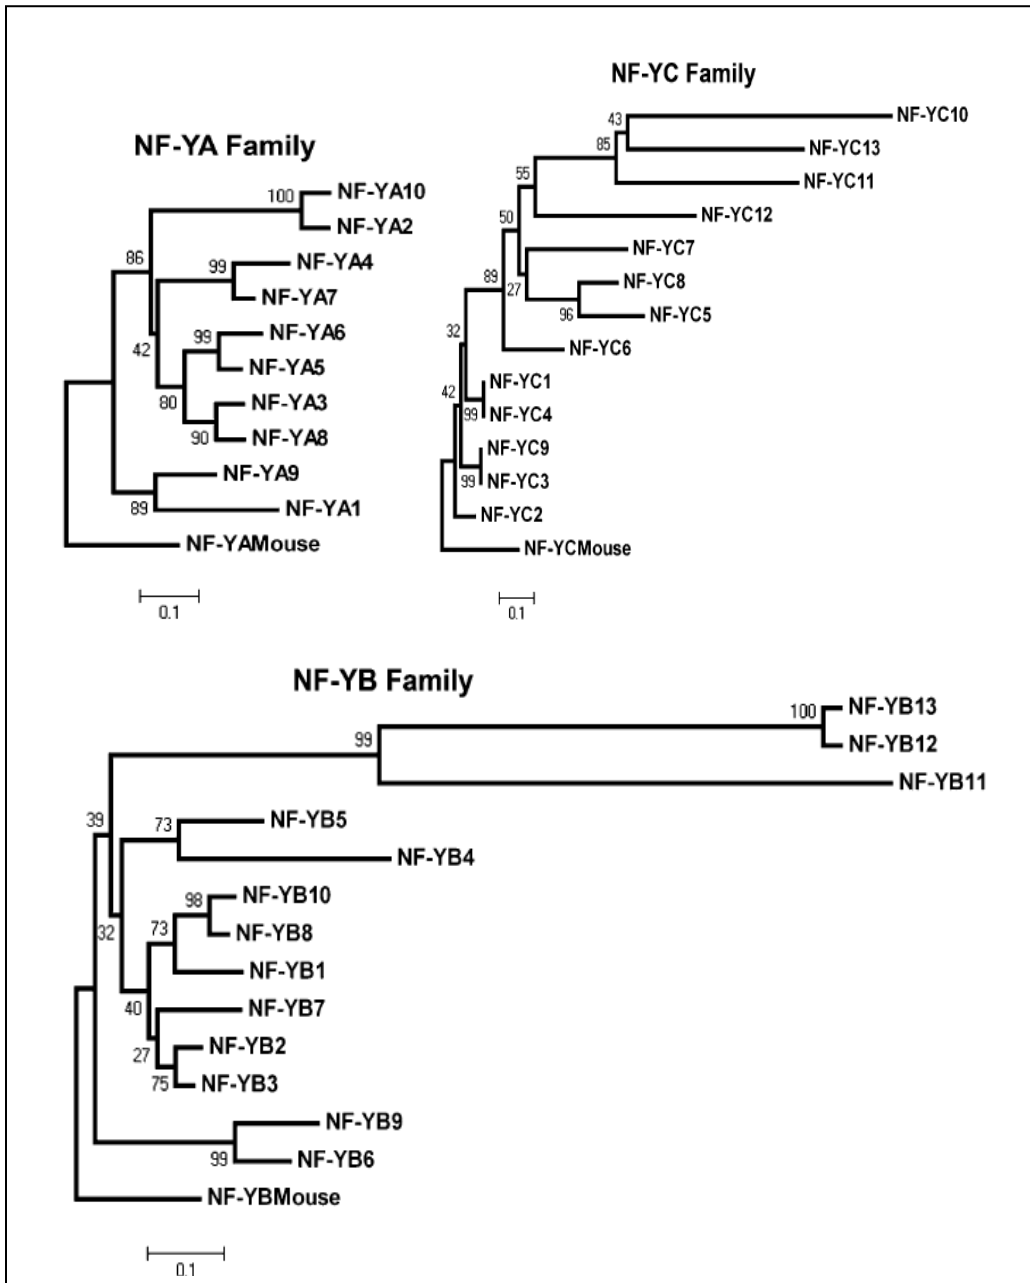 NF-YA Family
100
NF-YA10
NF-YA2
86
99
NF-YA4
NF-YA7
42
99
NF-YA6
NF-YA5
80
NF-YA3
90
NF-YA8
NF-YA9
89
NF-YA1
NF-YAMouse
0.1
NF-YC Family
43
NF-YC10
85
NF-YC13
NF-YC11
55
NF-YC12
50
NF-YC7
89
27
NF-YC8
96
NF-YC5
32
NF-YC6
42
NF-YC1
99
NF-YC4
NF-YC9
99
NF-YC3
NF-YC2
NF-YCMouse
0.1
NF-YB Family
100
NF-YB13
99
NF-YB12
NF-YB11
39
73
NF-YB5
NF-YB4
98
NF-YB10
32
73
NF-YB8
NF-YB1
40
NF-YB7
27
NF-YB2
75
NF-YB3
NF-YB9
99
NF-YB6
NF-YBMouse
0.1